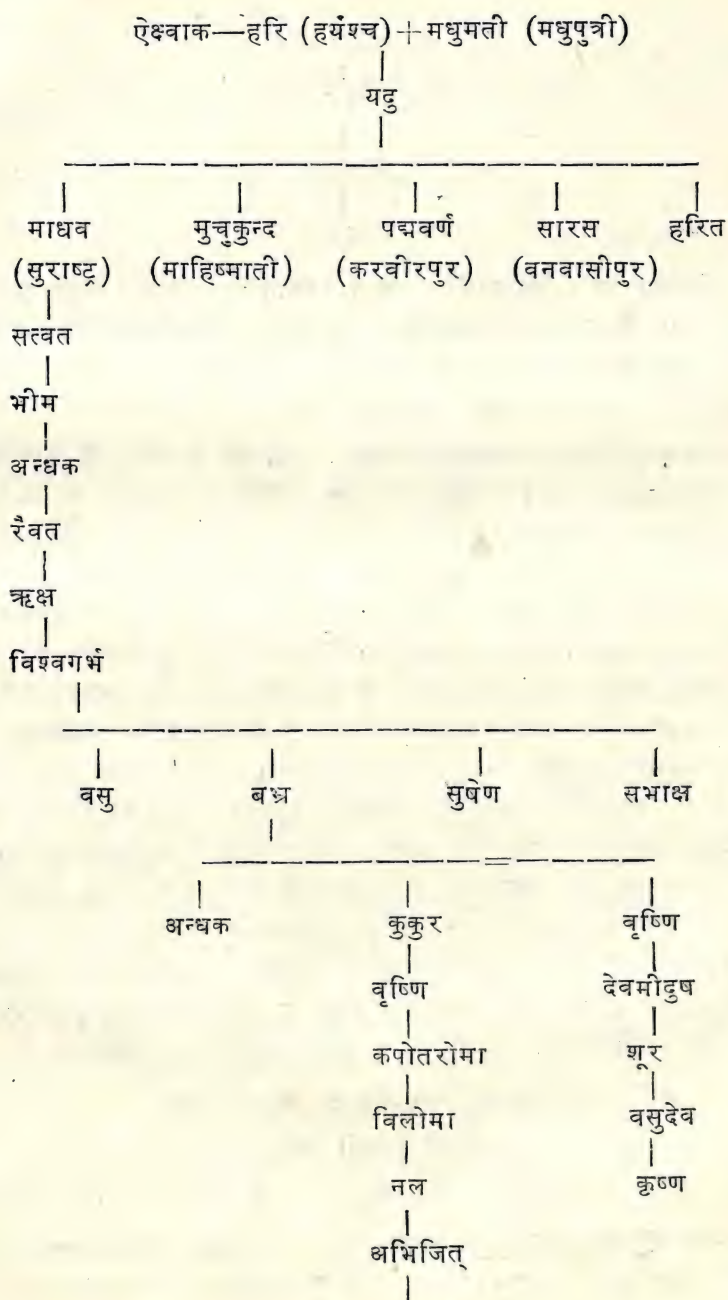 ऐक्ष्वाक—हरि (हर्यश्च) + मधुमती (मधुपुत्री)
यदु
माधव मुचुकुन्द पद्मवर्ण सारस हरित
(सुराष्ट्र) (माहिष्माती) (करवीरपुर) (वनवासीपुर)
सत्वत
भीम
अन्धक
रैवत
ऋक्ष
विश्वगर्भ
वसु बभ्र सुषेण सभाक्ष
अन्धक कुकुर वृष्णि
वृष्णि देवमीदुष
कपोतरोमा शूर
विलोमा वसुदेव
नल कृष्ण
अभिजित्